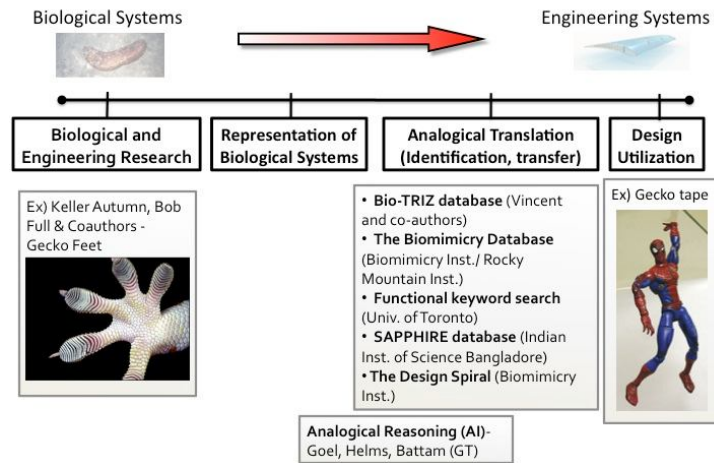 Biological Systems
Engineering Systems
Biological and
Engineering Research
Representation of
Biological Systems
Analogical Translation
(Identification, transfer)
Design
Utilization
Ex) Keller Autumn, Bob
Full & Coauthors -
Gecko Feet
• Bio-TRIZ database (Vincent
and co-authors)
• The Biomimicry Database
(Biomimicry Inst./ Rocky
Mountain Inst.)
• Functional keyword search
(Univ. of Toronto)
• SAPPHIRE database (Indian
Inst. of Science Bangladore)
•The Design Spiral (Biomimicry
Inst.)
Ex) Gecko tape
Analogical Reasoning (AI)-
Goel, Helms, Battam (GT)